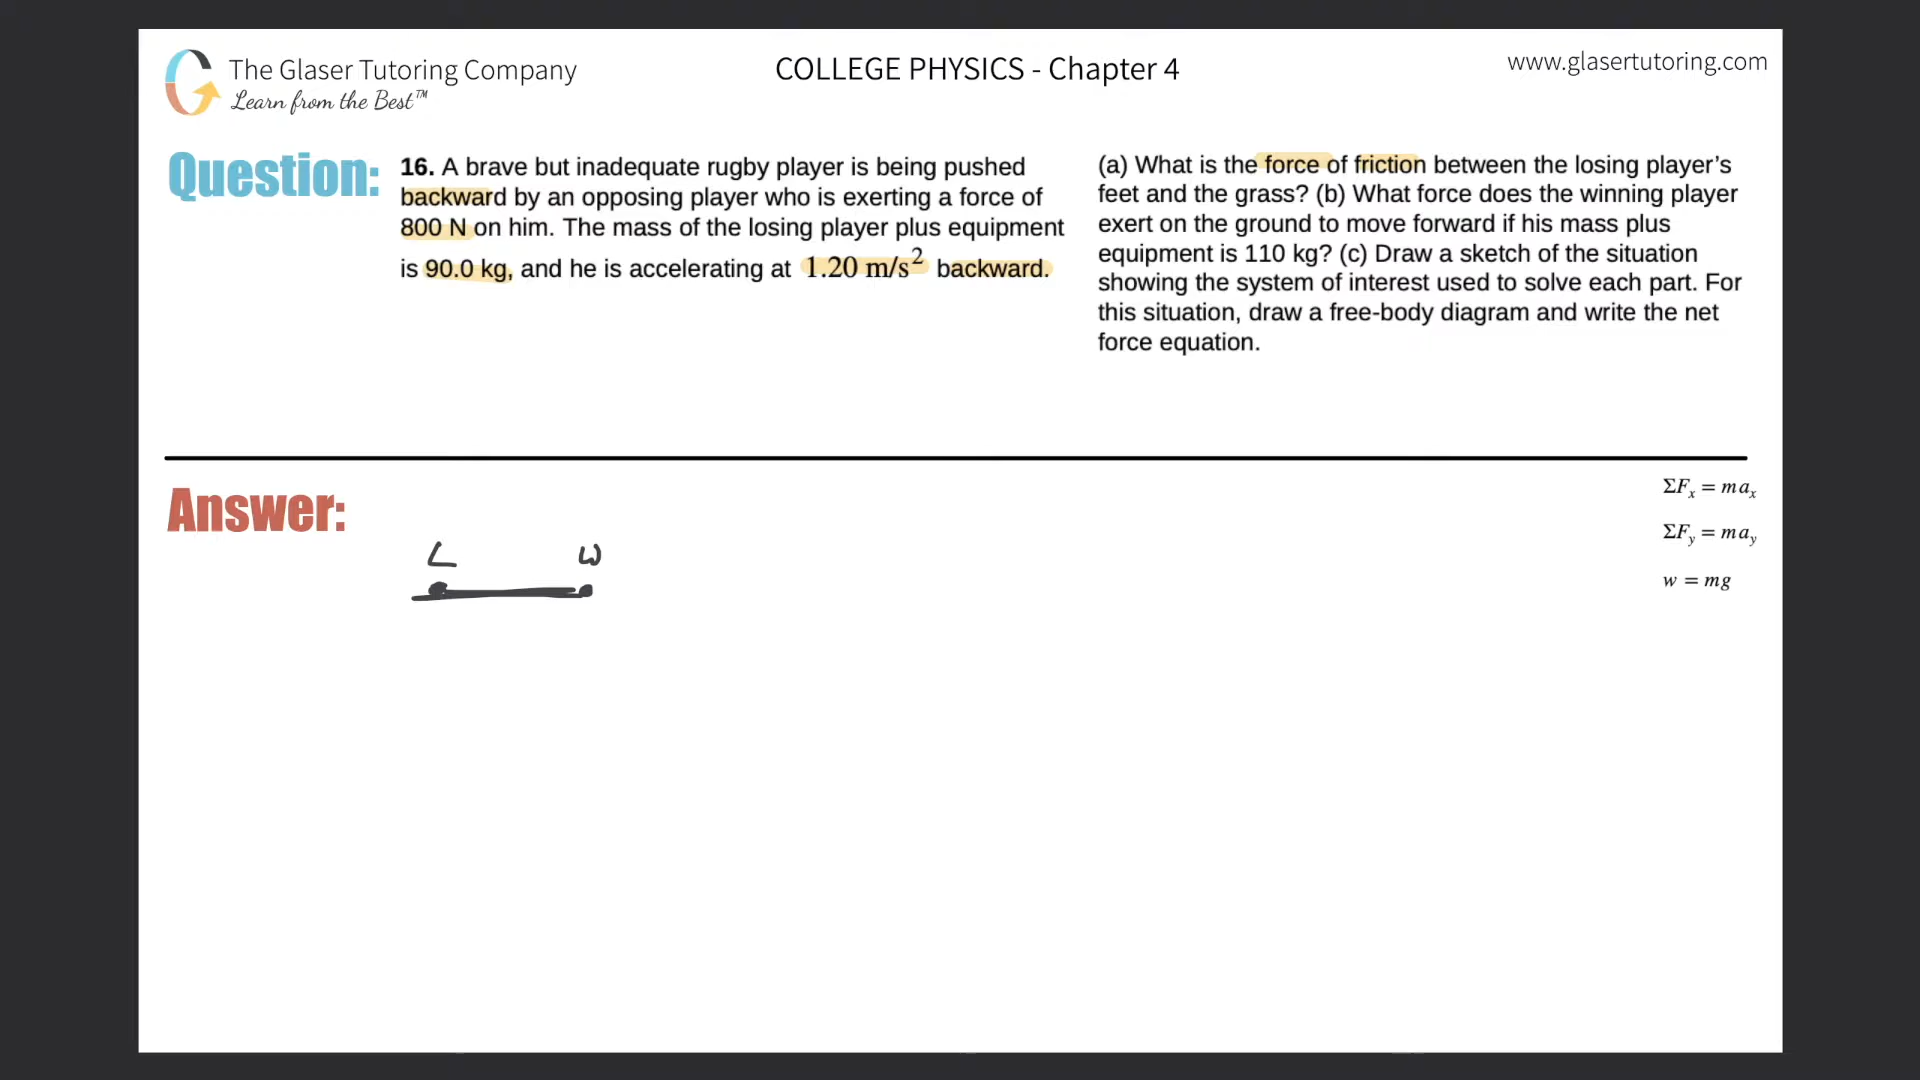 The Glaser Tutoring Company
Learn from the Best™
COLLEGE PHYSICS - Chapter 4
www.glasertutoring.com
Question:
16. A brave but inadequate rugby player is being pushed
backward by an opposing player who is exerting a force of
800 N on him. The mass of the losing player plus equipment
is 90.0 kg, and he is accelerating at 1.20 m/s² backward.
(a) What is the force of friction between the losing player’s
feet and the grass? (b) What force does the winning player
exert on the ground to move forward if his mass plus
equipment is 110 kg? (c) Draw a sketch of the situation
showing the system of interest used to solve each part. For
this situation, draw a free-body diagram and write the net
force equation.
Answer:
L W
ΣFₓ = maₓ
ΣF_y = ma_y
w = mg